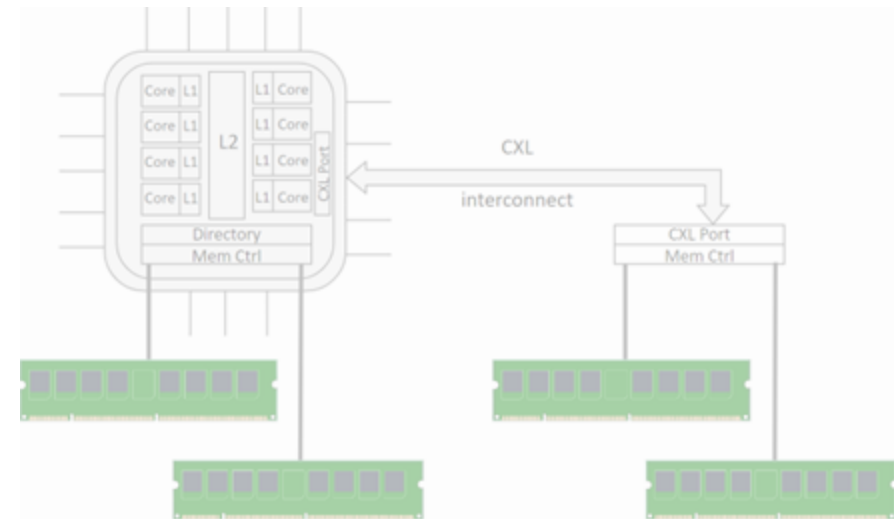 Core L1
Core L1
Core L1
Core L1
L2
L1 Core
L1 Core
L1 Core
L1 Core
CXL Port
Directory
Mem Ctrl
CXL
interconnect
CXL Port
Mem Ctrl